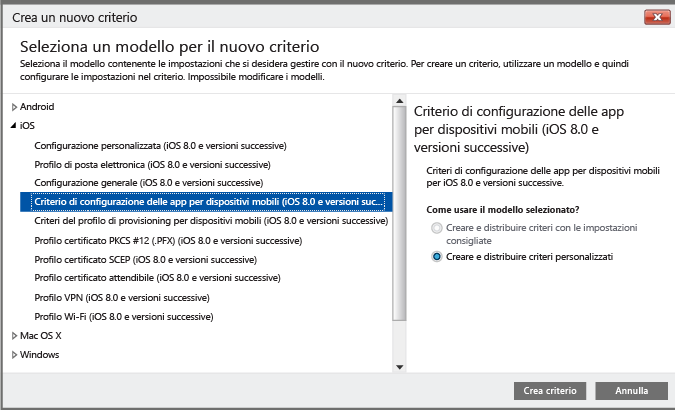 Crea un nuovo criterio
Seleziona un modello per il nuovo criterio
Seleziona il modello contenente le impostazioni che si desidera gestire con il nuovo criterio. Per creare un criterio, utilizzare un modello e quindi
configurare le impostazioni nel criterio. Impossibile modificare i modelli.
Android
iOS
Configurazione personalizzata (iOS 8.0 e versioni successive)
Profilo di posta elettronica (iOS 8.0 e versioni successive)
Configurazione generale (iOS 8.0 e versioni successive)
Criterio di configurazione delle app per dispositivi mobili (iOS 8.0 e versioni suc...
Criteri del profilo di provisioning per dispositivi mobili (iOS 8.0 e versioni successive)
Profilo certificato PKCS #12 (.PFX) (iOS 8.0 e versioni successive)
Profilo certificato SCEP (iOS 8.0 e versioni successive)
Profilo certificato attendibile (iOS 8.0 e versioni successive)
Profilo VPN (iOS 8.0 e versioni successive)
Profilo Wi-Fi (iOS 8.0 e versioni successive)
Mac OS X
Windows
Criterio di configurazione delle app
per dispositivi mobili (iOS 8.0 e
versioni successive)
Criteri di configurazione delle app per dispositivi mobili
per iOS 8.0 e versioni successive.
Come usare il modello selezionato?
Creare e distribuire criteri con le impostazioni
consigliate
Creare e distribuire criteri personalizzati
Crea criterio
Annulla